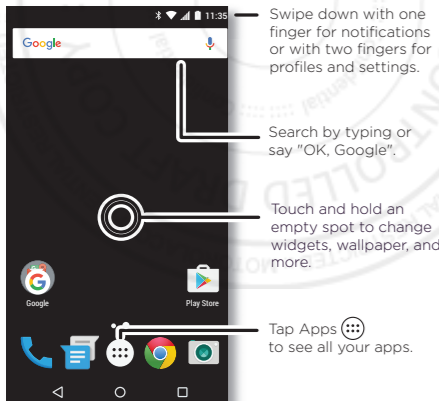 11:35
Swipe down with one
finger for notifications
or with two fingers for
profiles and settings.
Google
Search by typing or
say "OK, Google".
Touch and hold an
empty spot to change
widgets, wallpaper, and
more.
Google
Play Store
Tap Apps
to see all your apps.